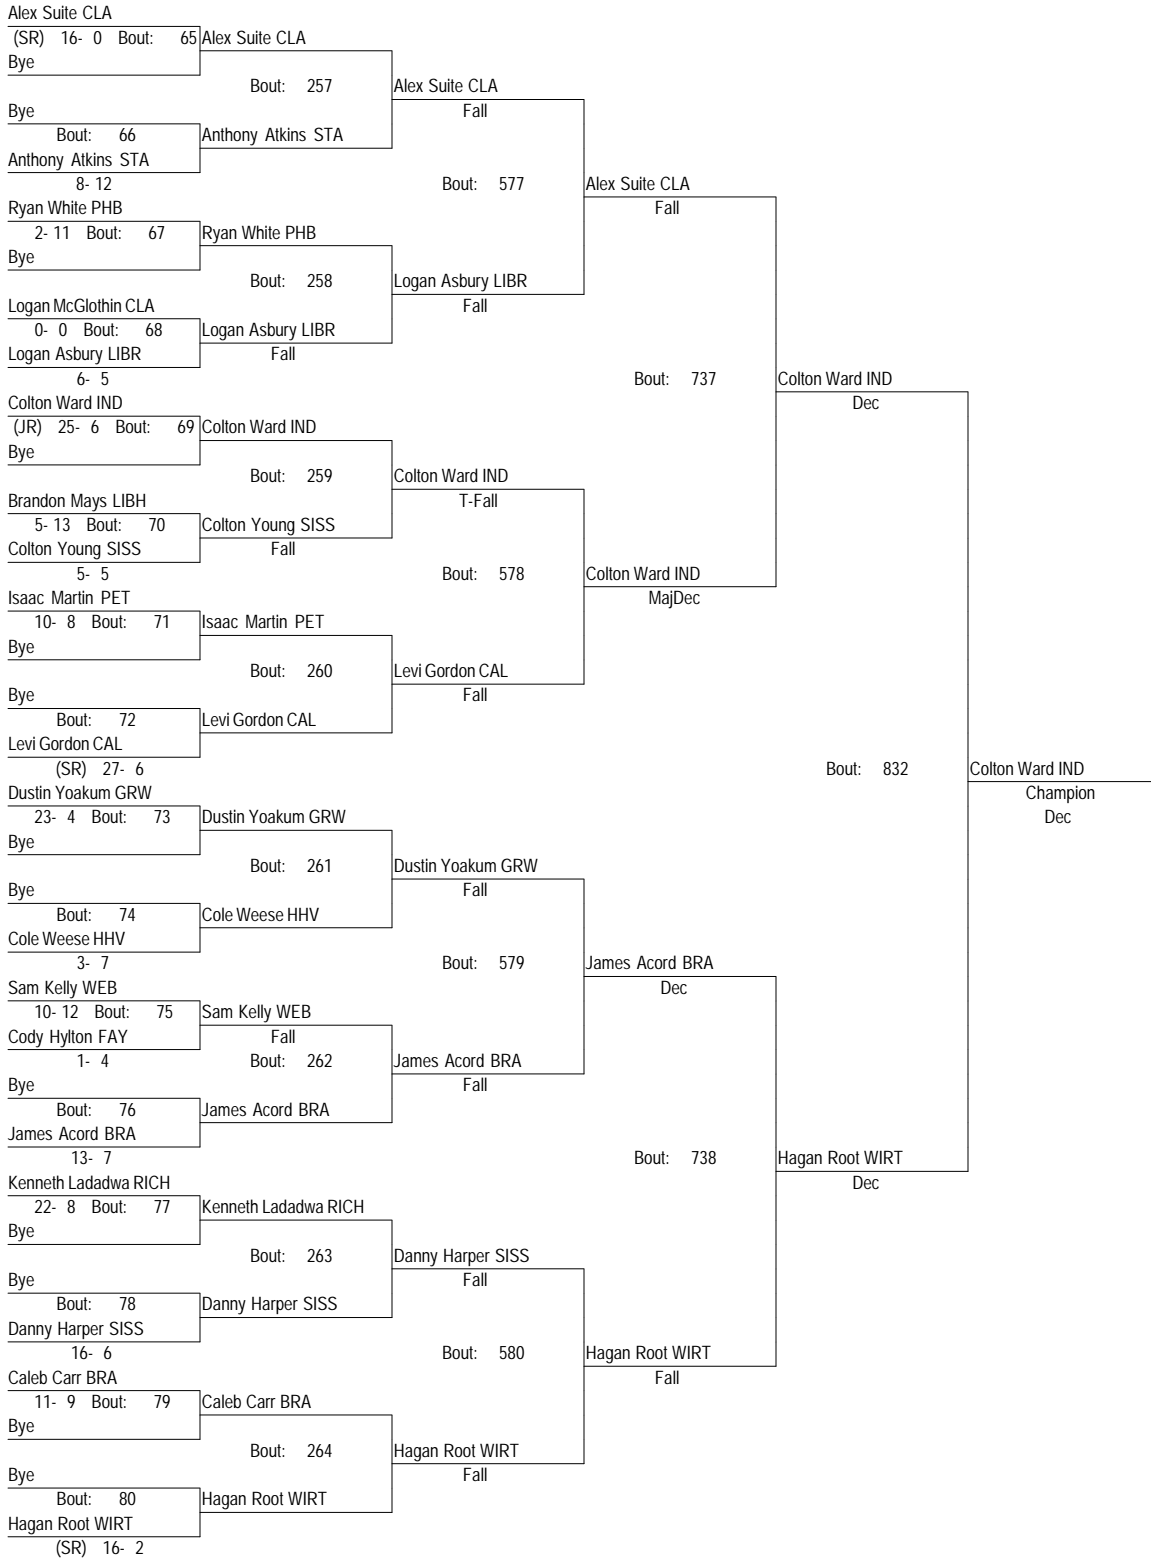 Alex Suite CLA
(SR) 16- 0 Bout: 65 Alex Suite CLA
Bye
Bout: 257 Alex Suite CLA
Bye Fall
Bout: 66 Anthony Atkins STA
Anthony Atkins STA
8- 12 Bout: 577 Alex Suite CLA
Ryan White PHB Fall
2- 11 Bout: 67 Ryan White PHB
Bye
Bout: 258 Logan Asbury LIBR
Logan McGlothin CLA Fall
0- 0 Bout: 68 Logan Asbury LIBR
Logan Asbury LIBR Fall
6- 5 Bout: 737 Colton Ward IND
Colton Ward IND Dec
(JR) 25- 6 Bout: 69 Colton Ward IND
Bye
Bout: 259 Colton Ward IND
Brandon Mays LIBH T-Fall
5- 13 Bout: 70 Colton Young SISS
Colton Young SISS Fall
5- 5 Bout: 578 Colton Ward IND
Isaac Martin PET MajDec
10- 8 Bout: 71 Isaac Martin PET
Bye
Bout: 260 Levi Gordon CAL
Bye Fall
Bout: 72 Levi Gordon CAL
Levi Gordon CAL
(SR) 27- 6 Bout: 832 Colton Ward IND
Dustin Yoakum GRW Champion
23- 4 Bout: 73 Dustin Yoakum GRW Dec
Bye
Bout: 261 Dustin Yoakum GRW
Bye Fall
Bout: 74 Cole Weese HHV
Cole Weese HHV
3- 7 Bout: 579 James Acord BRA
Sam Kelly WEB Dec
10- 12 Bout: 75 Sam Kelly WEB
Cody Hylton FAY Fall
1- 4 Bout: 262 James Acord BRA
Bye Fall
Bout: 76 James Acord BRA
James Acord BRA
13- 7 Bout: 738 Hagan Root WIRT
Kenneth Ladadwa RICH Dec
22- 8 Bout: 77 Kenneth Ladadwa RICH
Bye
Bout: 263 Danny Harper SISS
Bye Fall
Bout: 78 Danny Harper SISS
Danny Harper SISS
16- 6 Bout: 580 Hagan Root WIRT
Caleb Carr BRA Fall
11- 9 Bout: 79 Caleb Carr BRA
Bye
Bout: 264 Hagan Root WIRT
Bye Fall
Bout: 80 Hagan Root WIRT
Hagan Root WIRT
(SR) 16- 2